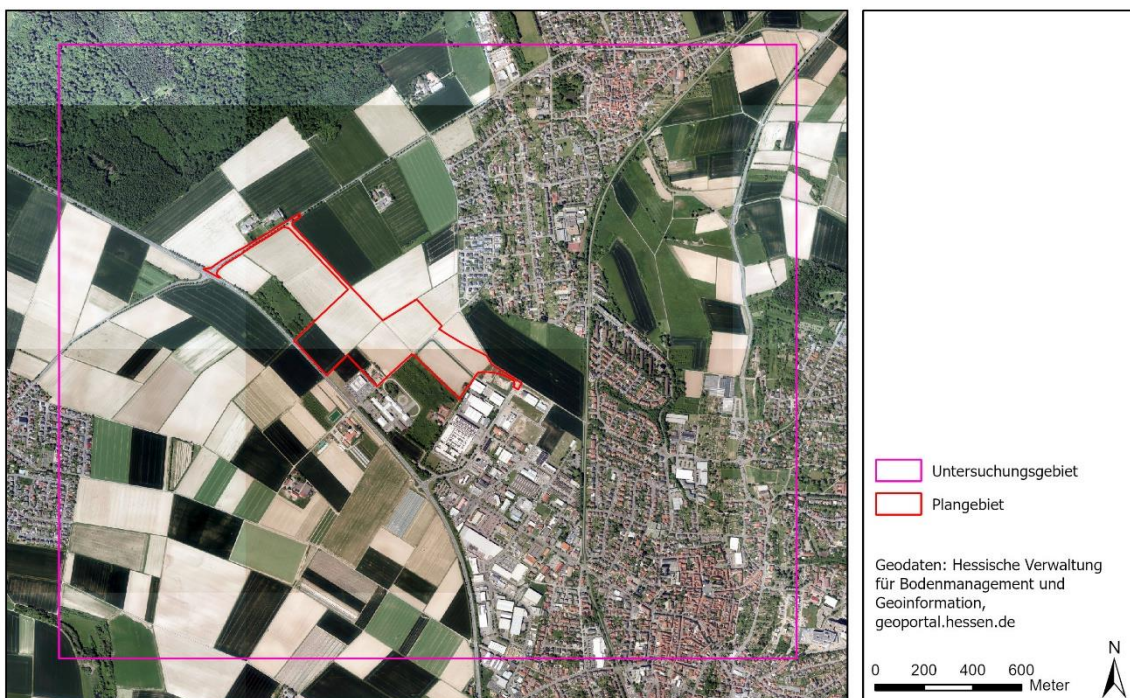 Untersuchungsgebiet
Plangebiet
Geodaten: Hessische Verwaltung
für Bodenmanagement und
Geoinformation,
geoportal.hessen.de
N
0 200 400 600
Meter